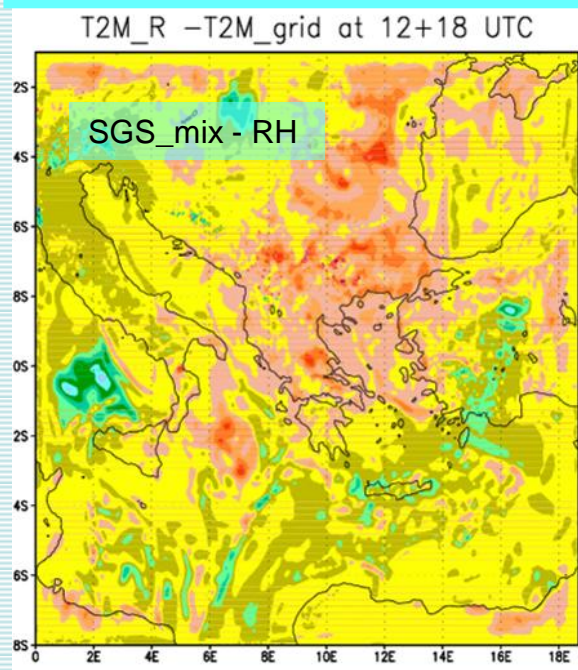 T2M_R −T2M_grid at 12+18 UTC
SGS_mix - RH
2S
4S
6S
8S
0S
2S
4S
6S
8S
0 2E 4E 6E 8E 10E 12E 14E 16E 18E